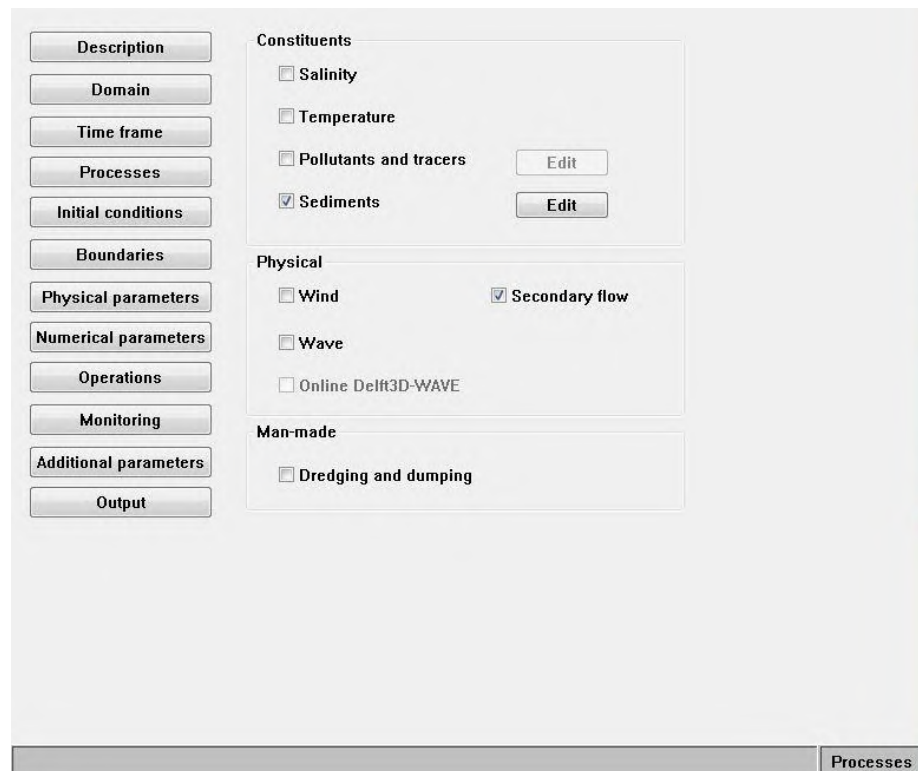 Description
Domain
Time frame
Processes
Initial conditions
Boundaries
Physical parameters
Numerical parameters
Operations
Monitoring
Additional parameters
Output
Constituents
Salinity
Temperature
Pollutants and tracers Edit
Sediments Edit
Physical
Wind Secondary flow
Wave
Online Delft3D-WAVE
Man-made
Dredging and dumping
Processes